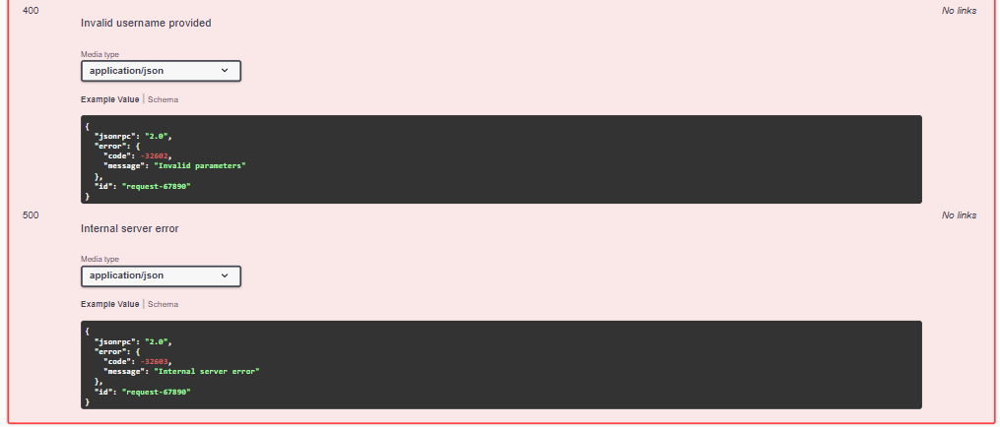 400 No links
Invalid username provided
Media type
application/json
Example Value | Schema
{
  "jsonrpc": "2.0",
  "error": {
    "code": -32602,
    "message": "Invalid parameters"
  },
  "id": "request-67890"
}
500 No links
Internal server error
Media type
application/json
Example Value | Schema
{
  "jsonrpc": "2.0",
  "error": {
    "code": -32603,
    "message": "Internal server error"
  },
  "id": "request-67890"
}